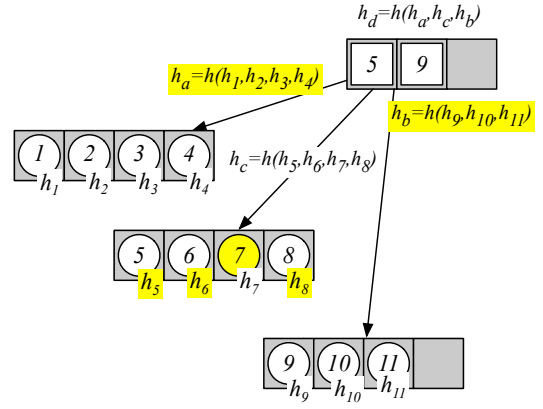 h_d=h(h_a,h_c,h_b)
5 9
h_a=h(h_1,h_2,h_3,h_4)
h_b=h(h_9,h_10,h_11)
1 2 3 4
h_1 h_2 h_3 h_4
h_c=h(h_5,h_6,h_7,h_8)
5 6 7 8
h_5 h_6 h_7 h_8
9 10 11
h_9 h_10 h_11